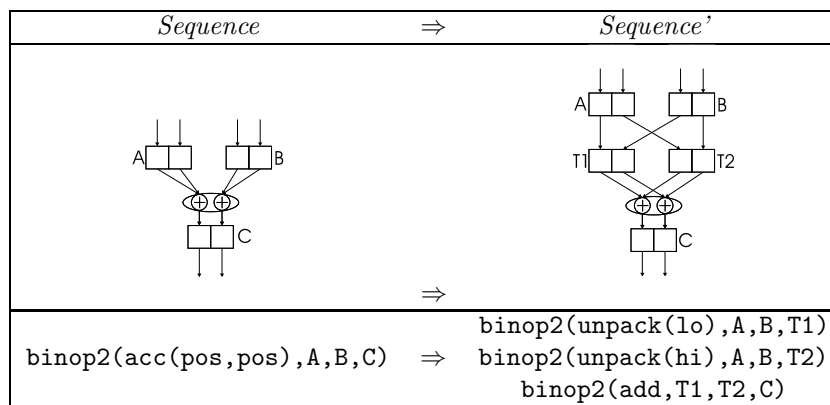 Sequence ⇒ Sequence’
A B
A B
T1 T2
+ +
+ +
C C
⇒
binop2(unpack(lo),A,B,T1)
binop2(acc(pos,pos),A,B,C) ⇒ binop2(unpack(hi),A,B,T2)
binop2(add,T1,T2,C)